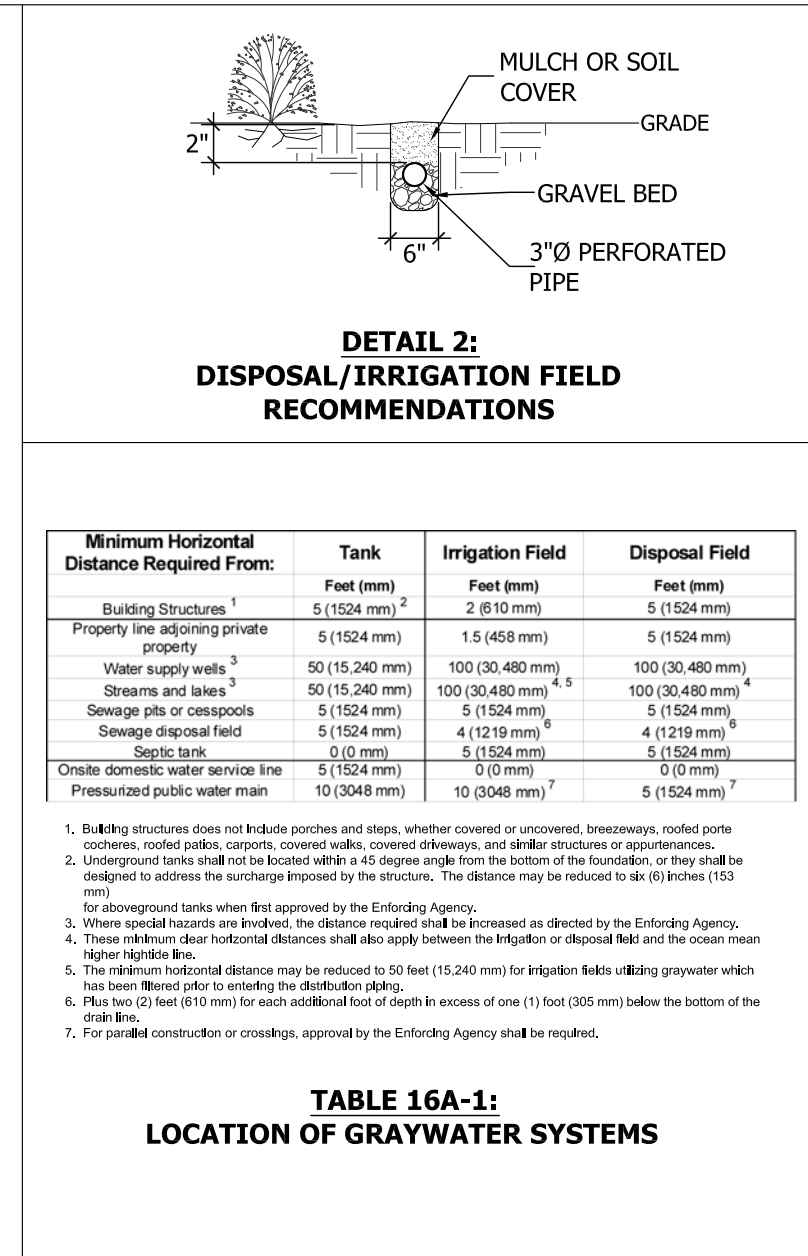 MULCH OR SOIL
COVER
GRADE
2"
GRAVEL BED
6"
3"Ø PERFORATED
PIPE
DETAIL 2:
DISPOSAL/IRRIGATION FIELD
RECOMMENDATIONS
Minimum Horizontal Distance Required From: Tank Irrigation Field Disposal Field
Feet (mm) Feet (mm) Feet (mm)
Building Structures 1 5 (1524 mm) 2 2 (610 mm) 5 (1524 mm)
Property line adjoining private property 5 (1524 mm) 1.5 (458 mm) 5 (1524 mm)
Water supply wells 3 50 (15,240 mm) 100 (30,480 mm) 100 (30,480 mm)
Streams and lakes 3 50 (15,240 mm) 100 (30,480 mm) 4, 5 100 (30,480 mm) 4
Sewage pits or cesspools 5 (1524 mm) 5 (1524 mm) 5 (1524 mm)
Sewage disposal field 5 (1524 mm) 4 (1219 mm) 6 4 (1219 mm) 6
Septic tank 0 (0 mm) 5 (1524 mm) 5 (1524 mm)
Onsite domestic water service line 5 (1524 mm) 0 (0 mm) 0 (0 mm)
Pressurized public water main 10 (3048 mm) 10 (3048 mm) 7 5 (1524 mm) 7
1. Building structures does not include porches and steps, whether covered or uncovered, breezeways, roofed porte
cocheres, roofed patios, carports, covered walks, covered driveways, and similar structures or appurtenances.
2. Underground tanks shall not be located within a 45 degree angle from the bottom of the foundation, or they shall be
designed to address the surcharge imposed by the structure. The distance may be reduced to six (6) inches (153
mm)
for aboveground tanks when first approved by the Enforcing Agency.
3. Where special hazards are involved, the distance required shall be increased as directed by the Enforcing Agency.
4. These minimum clear horizontal distances shall also apply between the irrigation or disposal field and the ocean mean
higher hightide line.
5. The minimum horizontal distance may be reduced to 50 feet (15,240 mm) for irrigation fields utilizing graywater which
has been filtered prior to entering the distribution piping.
6. Plus two (2) feet (610 mm) for each additional foot of depth in excess of one (1) foot (305 mm) below the bottom of the
drain line.
7. For parallel construction or crossings, approval by the Enforcing Agency shall be required.
TABLE 16A-1:
LOCATION OF GRAYWATER SYSTEMS